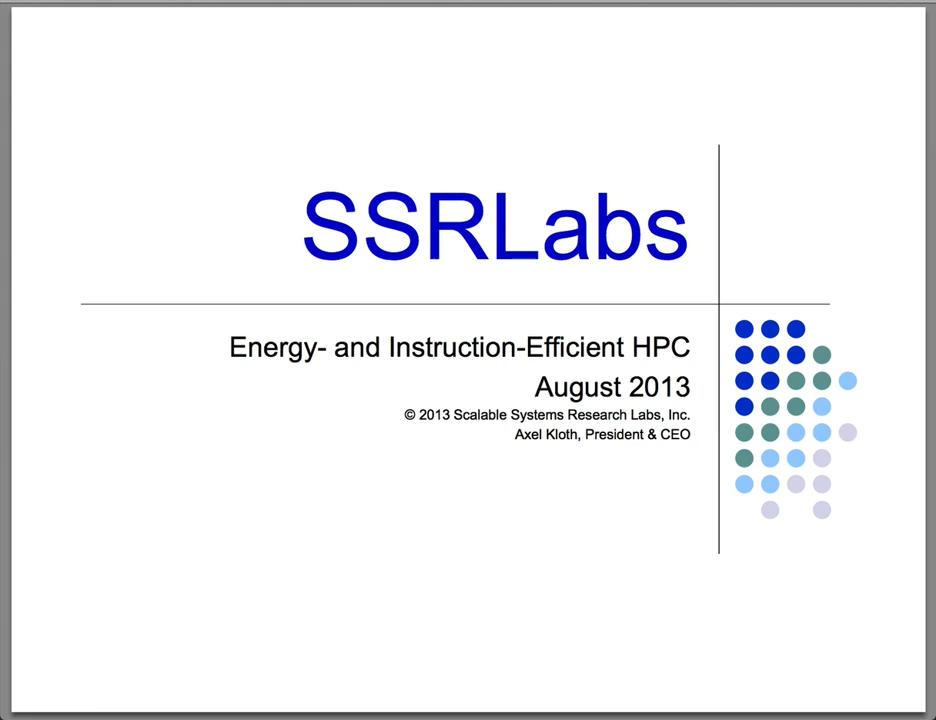 SSRLabs
Energy- and Instruction-Efficient HPC
August 2013
© 2013 Scalable Systems Research Labs, Inc.
Axel Kloth, President & CEO